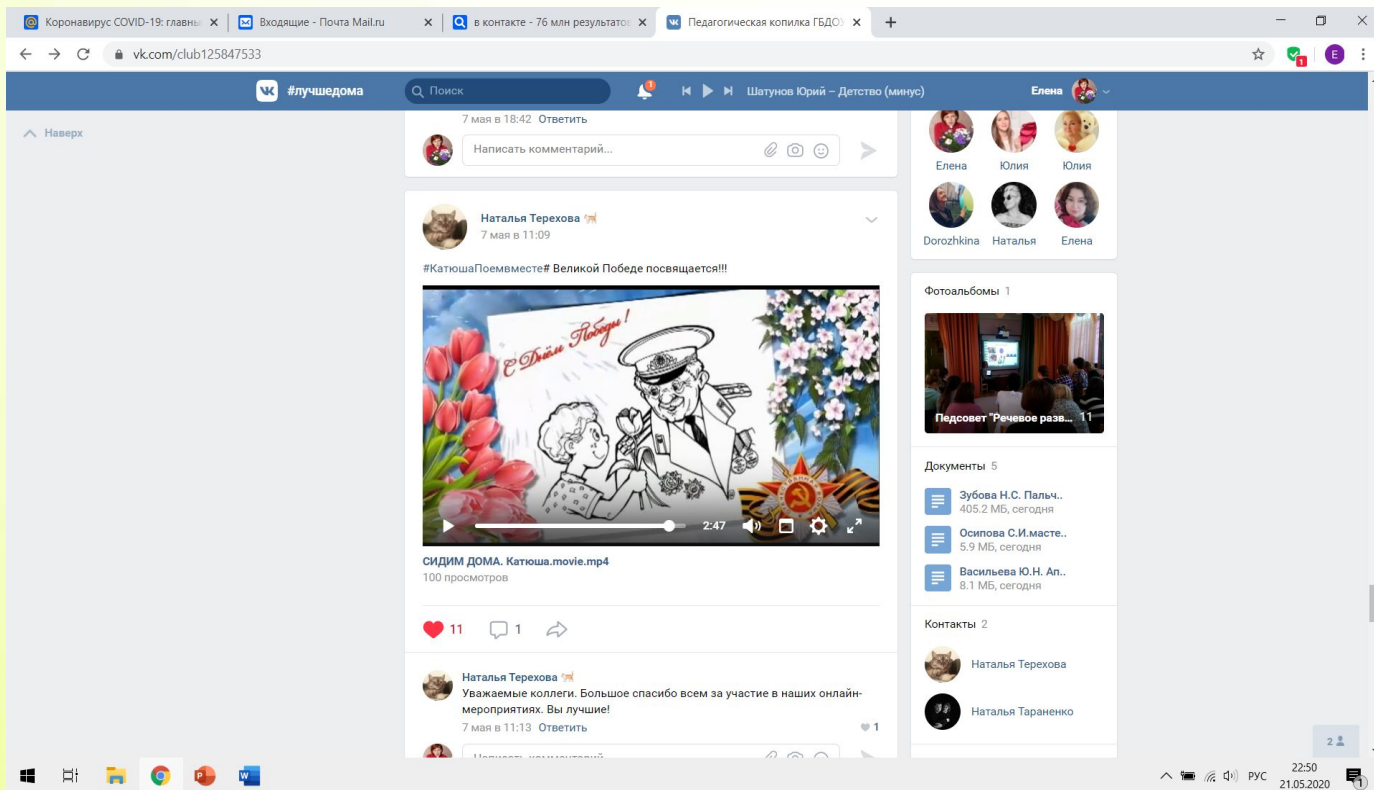 Коронавирус COVID-19: главны
Входящие - Почта Mail.ru
в контакте - 76 млн результато
Педагогическая копилка ГБДОУ
vk.com/club125847533
E
#лучшедома
Поиск
1
Шатунов Юрий – Детство (минус)
Елена
Наверх
7 мая в 18:42 Ответить
Написать комментарий...
Наталья Терехова
7 мая в 11:09
#КатюшаПоемвместе# Великой Победе посвящается!!!
С Днём Победы!
2:47
СИДИМ ДОМА. Катюша.movie.mp4
100 просмотров
11
1
Наталья Терехова
Уважаемые коллеги. Большое спасибо всем за участие в наших онлайн-
мероприятиях. Вы лучшие!
7 мая в 11:13 Ответить
1
Написать комментарий...
Елена Юлия Юлия
Dorozhkina Наталья Елена
Фотоальбомы 1
Педсовет "Речевое разв... 11
Документы 5
Зубова Н.С. Пальч..
405.2 МБ, сегодня
Осипова С.И.масте..
5.9 МБ, сегодня
Васильева Ю.Н. Ап..
8.1 МБ, сегодня
Контакты 2
Наталья Терехова
Наталья Тараненко
2
РУС
22:50
21.05.2020
1